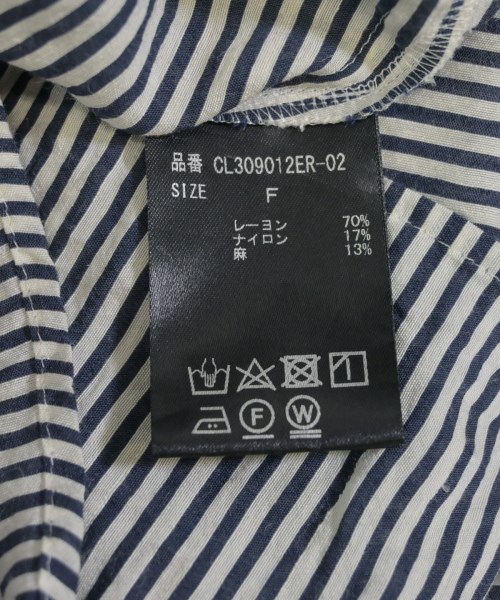 品番 CL309012ER-02
SIZE F
レーヨン 70%
ナイロン 17%
麻 13%
F W